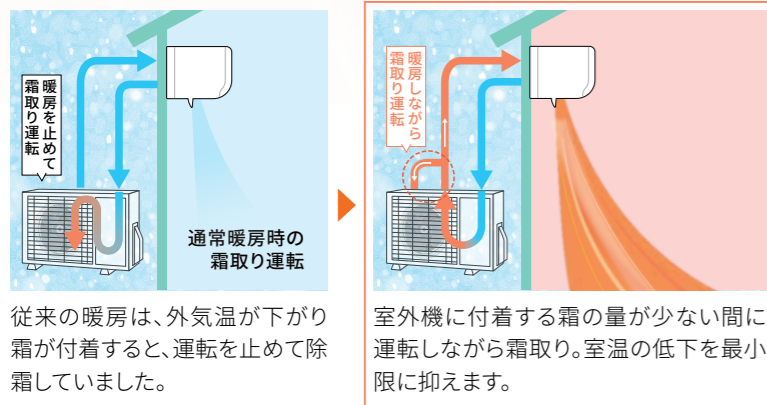 暖房を止めて
霜取り運転
通常暖房時の
霜取り運転
従来の暖房は、外気温が下がり
霜が付着すると、運転を止めて除
霜していました。
暖房しながら
霜取り運転
室外機に付着する霜の量が少ない間に
運転しながら霜取り。室温の低下を最小
限に抑えます。